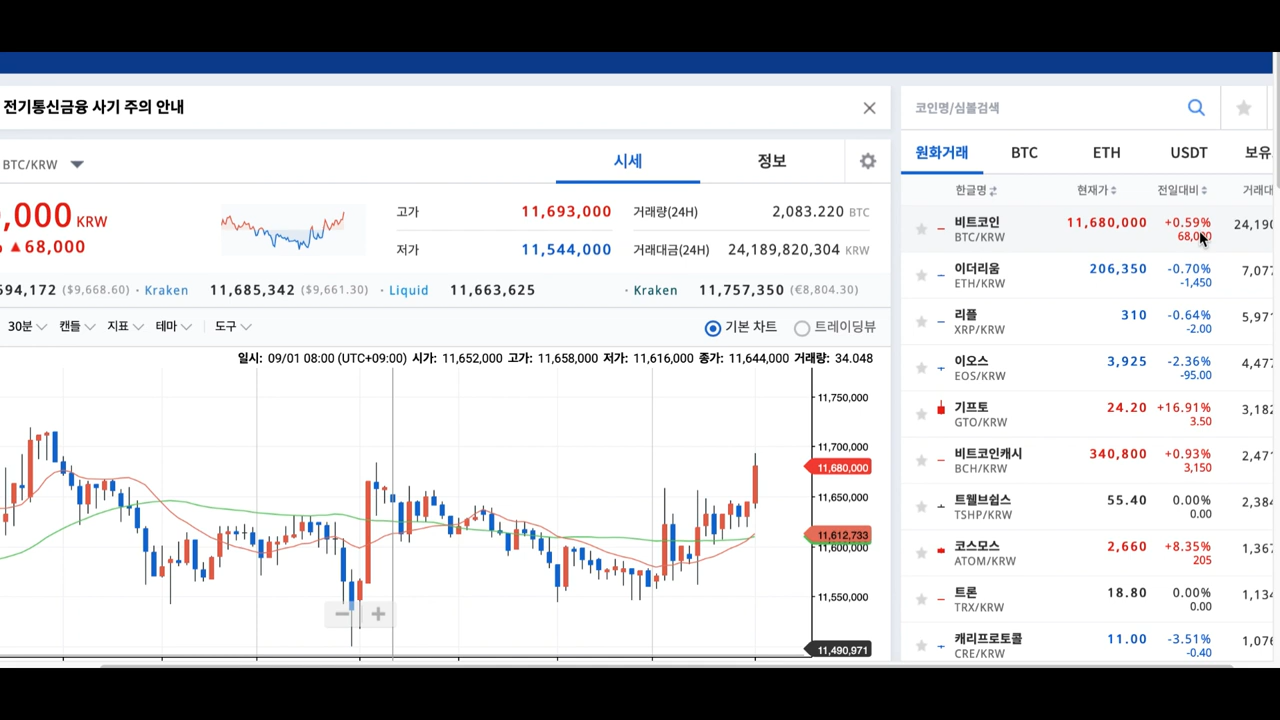 전기통신금융 사기 주의 안내
BTC/KRW
시세
정보
,000 KRW
▲68,000
고가 11,693,000
거래량(24H) 2,083.220 BTC
저가 11,544,000
거래대금(24H) 24,189,820,304 KRW
594,172 ($9,668.60) · Kraken 11,685,342 ($9,661.30) · Liquid 11,663,625 · Kraken 11,757,350 (€8,804.30)
30분 캔들 지표 테마 도구
기본 차트 트레이딩뷰
일시: 09/01 08:00 (UTC+09:00) 시가: 11,652,000 고가: 11,658,000 저가: 11,616,000 종가: 11,644,000 거래량: 34.048
11,750,000
11,700,000
11,680,000
11,650,000
11,612,733
11,600,000
11,550,000
11,490,971
코인명/심볼검색
원화거래 BTC ETH USDT 보유
한글명 현재가 전일대비 거래대
비트코인 11,680,000 +0.59% 24,190
BTC/KRW 68,000
이더리움 206,350 -0.70% 7,077
ETH/KRW -1,450
리플 310 -0.64% 5,971
XRP/KRW -2.00
이오스 3,925 -2.36% 4,477
EOS/KRW -95.00
기프토 24.20 +16.91% 3,182
GTO/KRW 3.50
비트코인캐시 340,800 +0.93% 2,471
BCH/KRW 3,150
트웰브쉽스 55.40 0.00% 2,384
TSHP/KRW 0.00
코스모스 2,660 +8.35% 1,367
ATOM/KRW 205
트론 18.80 0.00% 1,134
TRX/KRW 0.00
캐리프로토콜 11.00 -3.51% 1,076
CRE/KRW -0.40